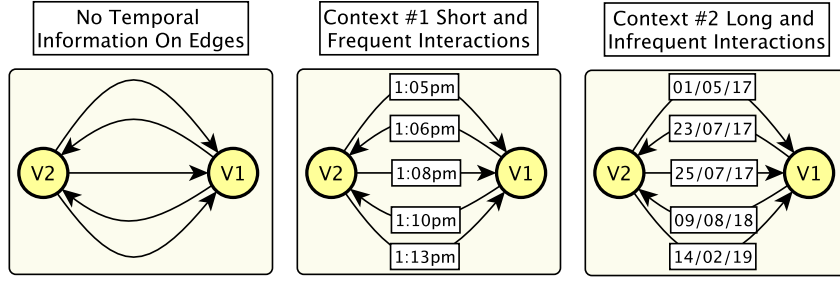 No Temporal
Information On Edges
Context #1 Short and
Frequent Interactions
Context #2 Long and
Infrequent Interactions
V2
V1
V2
1:05pm
1:06pm
1:08pm
1:10pm
1:13pm
V1
V2
01/05/17
23/07/17
25/07/17
09/08/18
14/02/19
V1